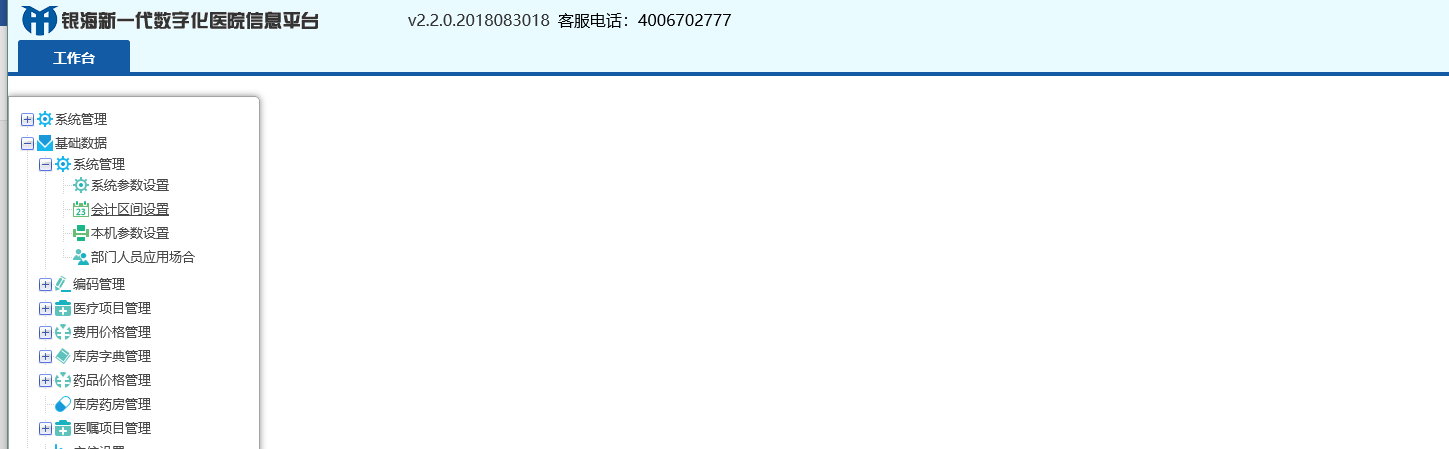 银海新一代数字化医院信息平台 v2.2.0.2018083018 客服电话：4006702777
工作台
系统管理
基础数据
系统管理
系统参数设置
会计区间设置
本机参数设置
部门人员应用场合
编码管理
医疗项目管理
费用价格管理
库房字典管理
药品价格管理
库房药房管理
医嘱项目管理